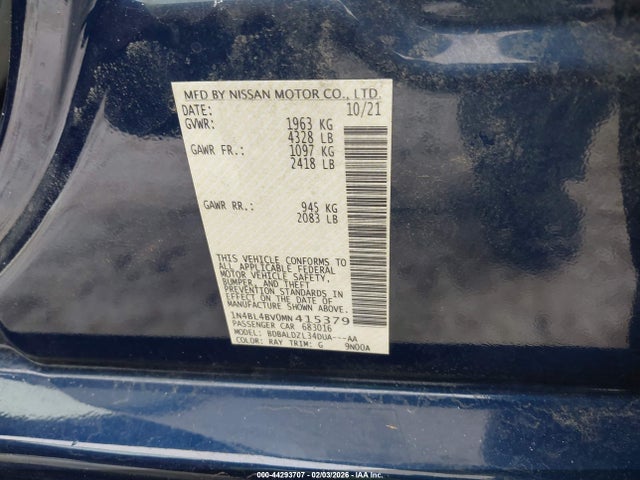 MFD BY NISSAN MOTOR CO., LTD.
DATE: 10/21
GVWR: 1963 KG
4328 LB
GAWR FR.: 1097 KG
2418 LB
GAWR RR.: 945 KG
2083 LB
THIS VEHICLE CONFORMS TO
ALL APPLICABLE FEDERAL
MOTOR VEHICLE SAFETY,
BUMPER, AND THEFT
PREVENTION STANDARDS IN
EFFECT ON THE DATE OF
MANUFACTURE SHOWN ABOVE.
1N4BL4BV0MN415379
PASSENGER CAR 683016
MODEL: BDBALDZL34DUA---AA
COLOR: RAY TRIM: G 9N00A
000-44293707 - 02/03/2026 - IAA Inc.